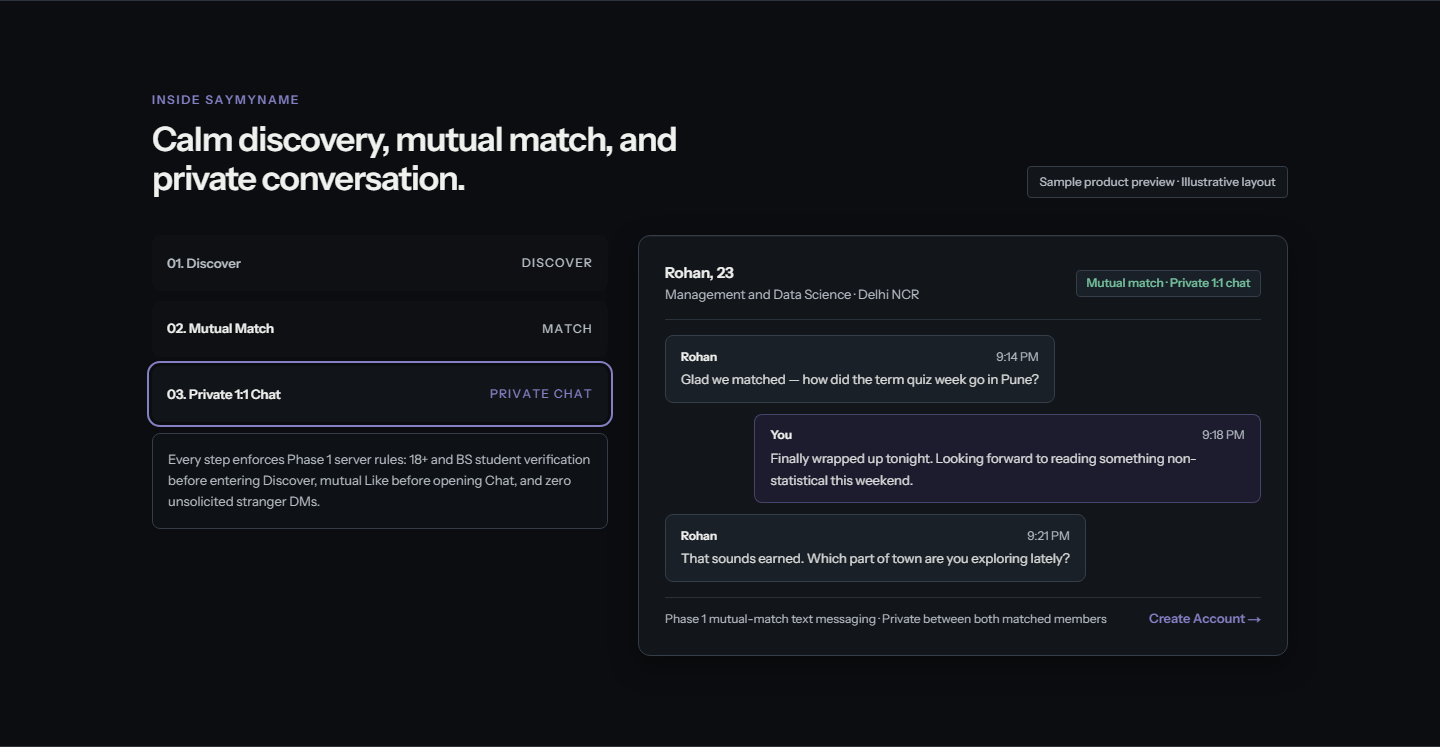 INSIDE SAYMYNAME
Calm discovery, mutual match, and
private conversation.
Sample product preview · Illustrative layout
01. Discover
DISCOVER
02. Mutual Match
MATCH
03. Private 1:1 Chat
PRIVATE CHAT
Every step enforces Phase 1 server rules: 18+ and BS student verification
before entering Discover, mutual Like before opening Chat, and zero
unsolicited stranger DMs.
Rohan, 23
Management and Data Science · Delhi NCR
Mutual match · Private 1:1 chat
Rohan
9:14 PM
Glad we matched — how did the term quiz week go in Pune?
You
9:18 PM
Finally wrapped up tonight. Looking forward to reading something non-
statistical this weekend.
Rohan
9:21 PM
That sounds earned. Which part of town are you exploring lately?
Phase 1 mutual-match text messaging · Private between both matched members
Create Account →